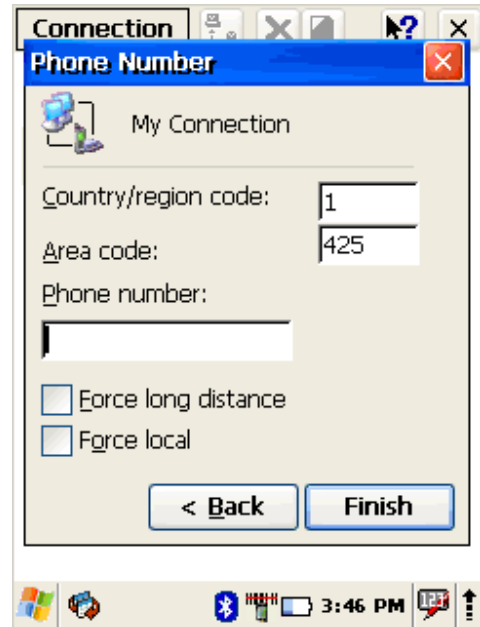 Connection ?
Phone Number
My Connection
Country/region code: 1
Area code: 425
Phone number:
Force long distance
Force local
< Back Finish
3:46 PM 123